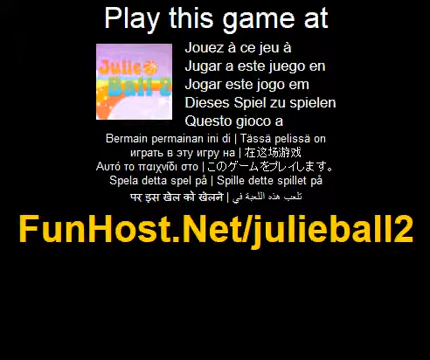 Play this game at
Julie
Ball 2
Jouez à ce jeu à
Jugar a este juego en
Jogar este jogo em
Dieses Spiel zu spielen
Questo gioco a
Bermain permainan ini di | Tässä pelissä on
играть в эту игру на | 在这场游戏
Αυτό το παιχνίδι στο | このゲームをプレイします。
Spela detta spel på | Spille dette spillet på
पर इस खेल को खेलने | تلعب هذه اللعبة في
FunHost.Net/julieball2